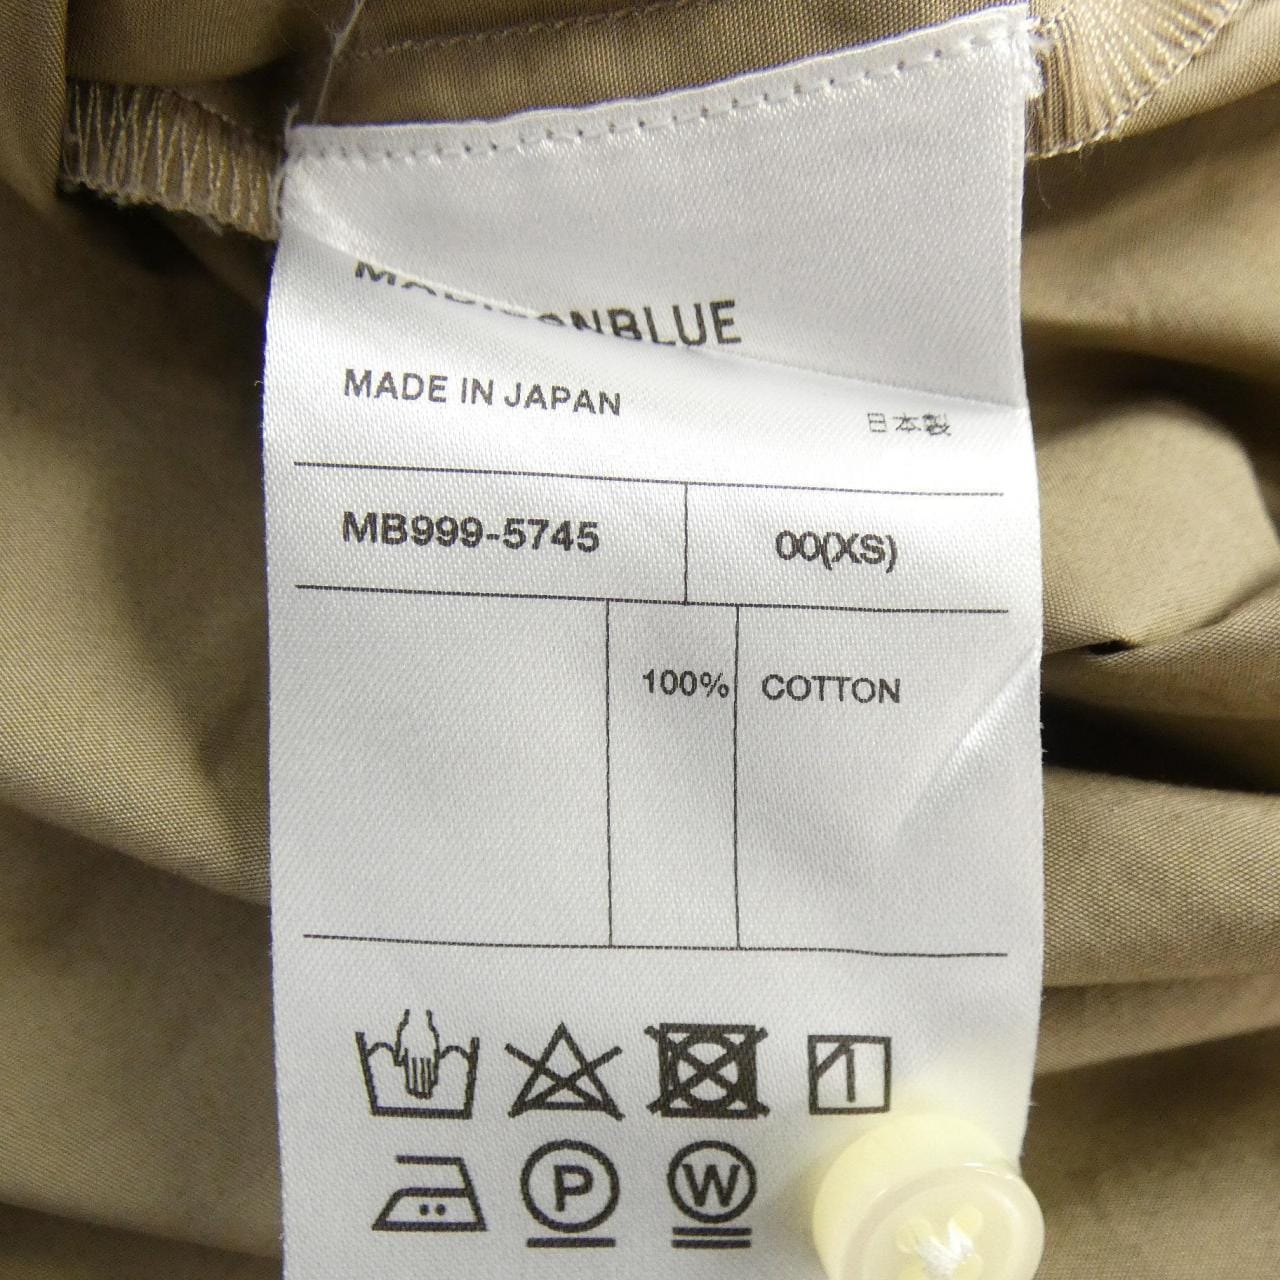 MADISONBLUE
MADE IN JAPAN 日本製
MB999-5745 00(XS)
100% COTTON
P W